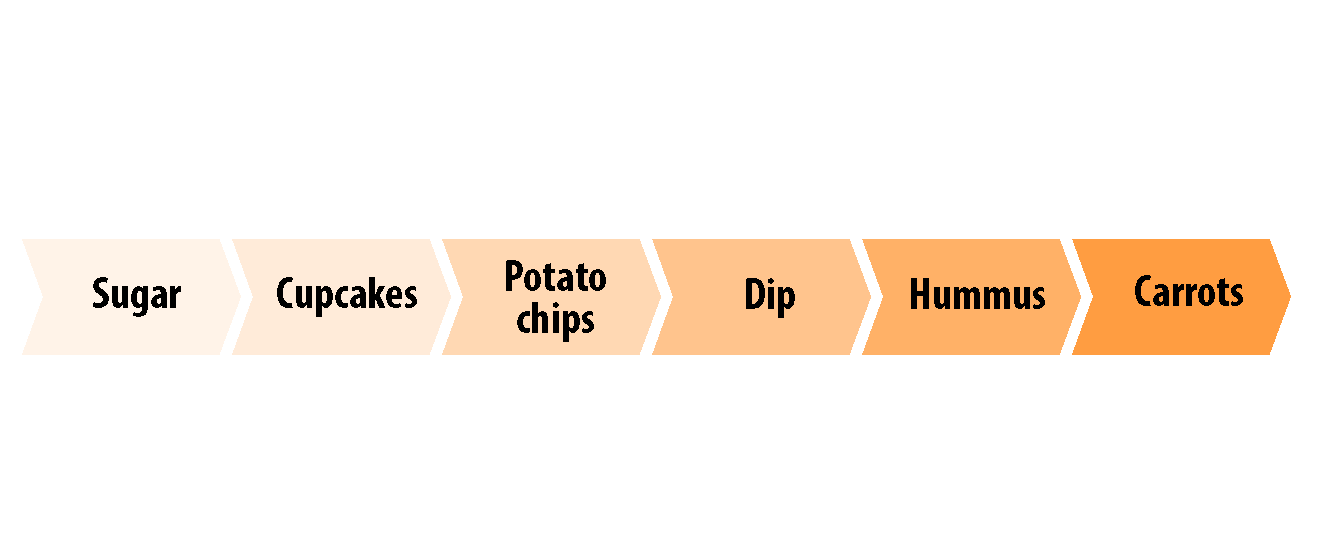 Sugar
Cupcakes
Potato
chips
Dip
Hummus
Carrots